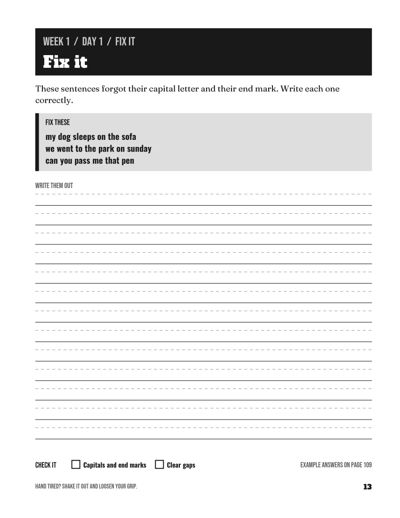 WEEK 1 / DAY 1 / FIX IT
Fix it
These sentences forgot their capital letter and their end mark. Write each one
correctly.
FIX THESE
my dog sleeps on the sofa
we went to the park on sunday
can you pass me that pen
WRITE THEM OUT
CHECK IT Capitals and end marks Clear gaps EXAMPLE ANSWERS ON PAGE 109
HAND TIRED? SHAKE IT OUT AND LOOSEN YOUR GRIP. 13